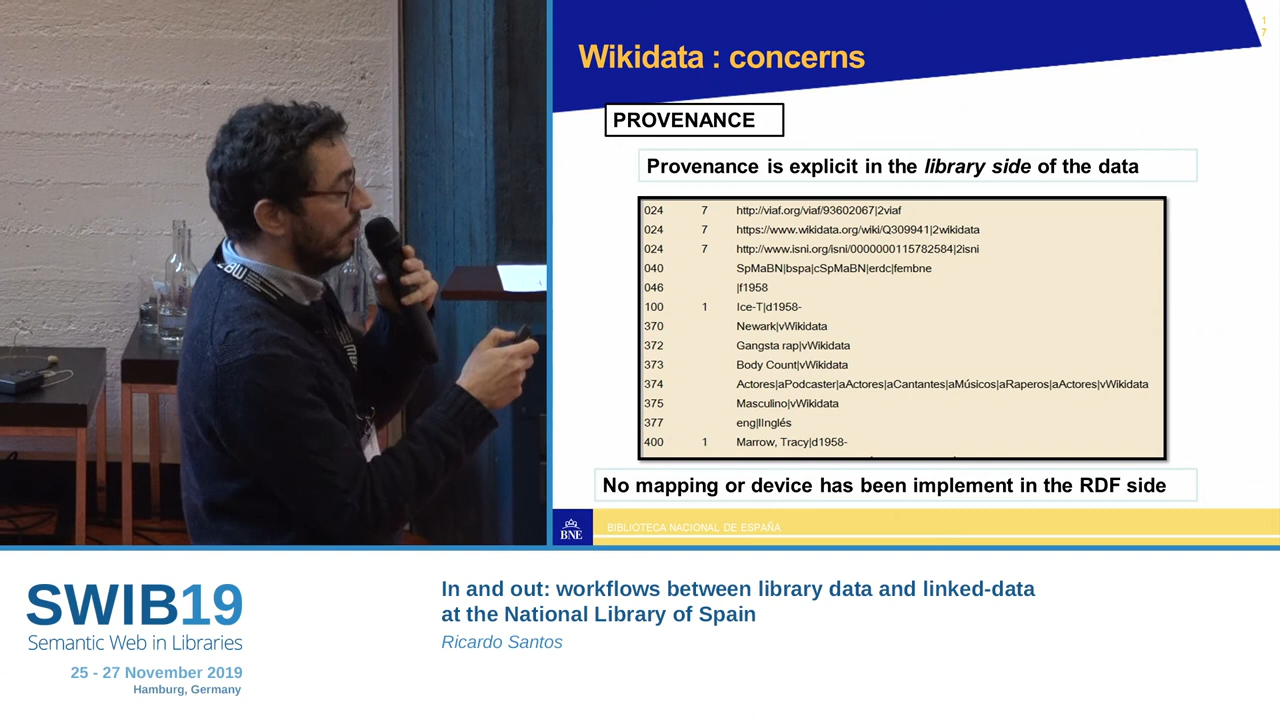 Wikidata : concerns
1
7
PROVENANCE
Provenance is explicit in the library side of the data
024 7 http://viaf.org/viaf/93602067|2viaf
024 7 https://www.wikidata.org/wiki/Q309941|2wikidata
024 7 http://www.isni.org/isni/0000000115782584|2isni
040 SpMaBN|bspa|cSpMaBN|erdc|fembne
046 |f1958
100 1 Ice-T|d1958-
370 Newark|vWikidata
372 Gangsta rap|vWikidata
373 Body Count|vWikidata
374 Actores|aPodcaster|aActores|aCantantes|aMúsicos|aRaperos|aActores|vWikidata
375 Masculino|vWikidata
377 eng|lInglés
400 1 Marrow, Tracy|d1958-
No mapping or device has been implement in the RDF side
BNE
BIBLIOTECA NACIONAL DE ESPAÑA
ZBW
SWIB19
Semantic Web in Libraries
25 - 27 November 2019
Hamburg, Germany
In and out: workflows between library data and linked-data
at the National Library of Spain
Ricardo Santos